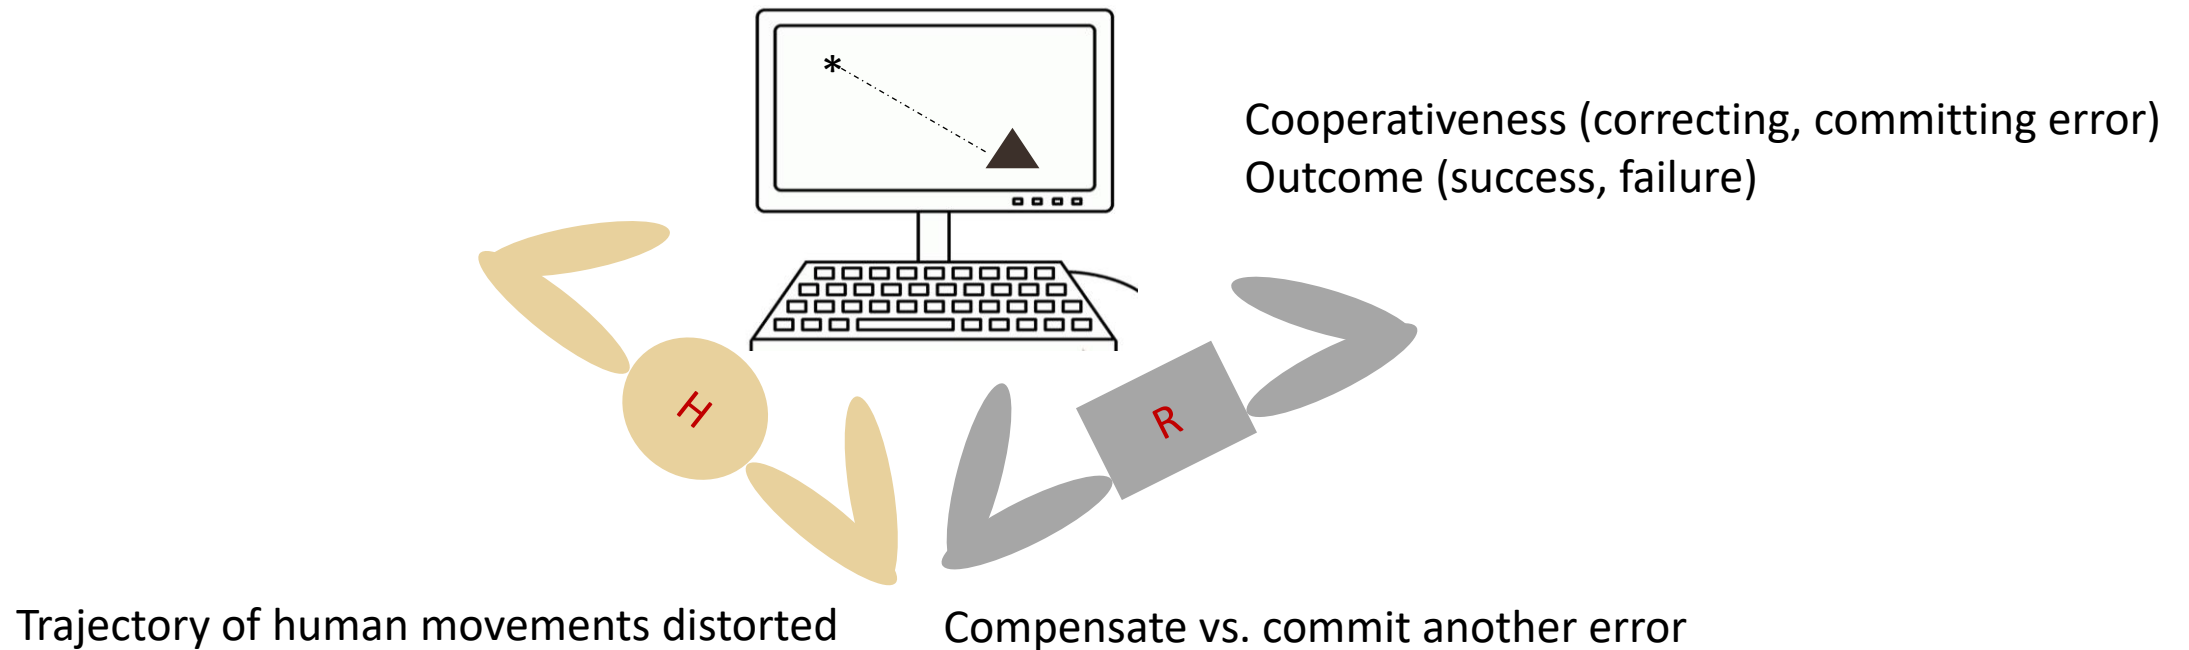 *
Cooperativeness (correcting, committing error)
Outcome (success, failure)
H
R
Trajectory of human movements distorted
Compensate vs. commit another error